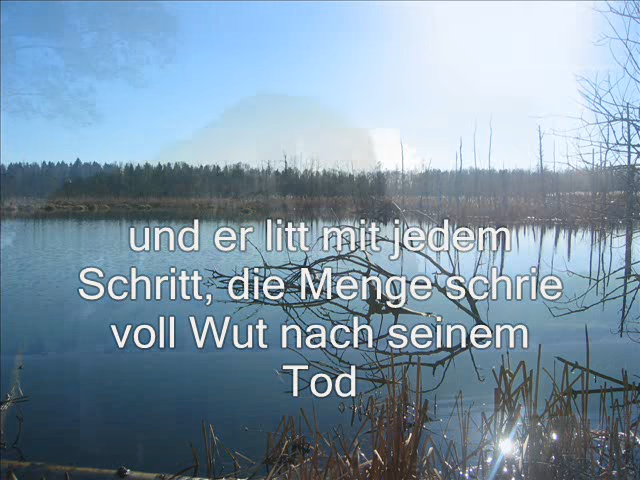 und er litt mit jedem
Schritt, die Menge schrie
voll Wut nach seinem
Tod